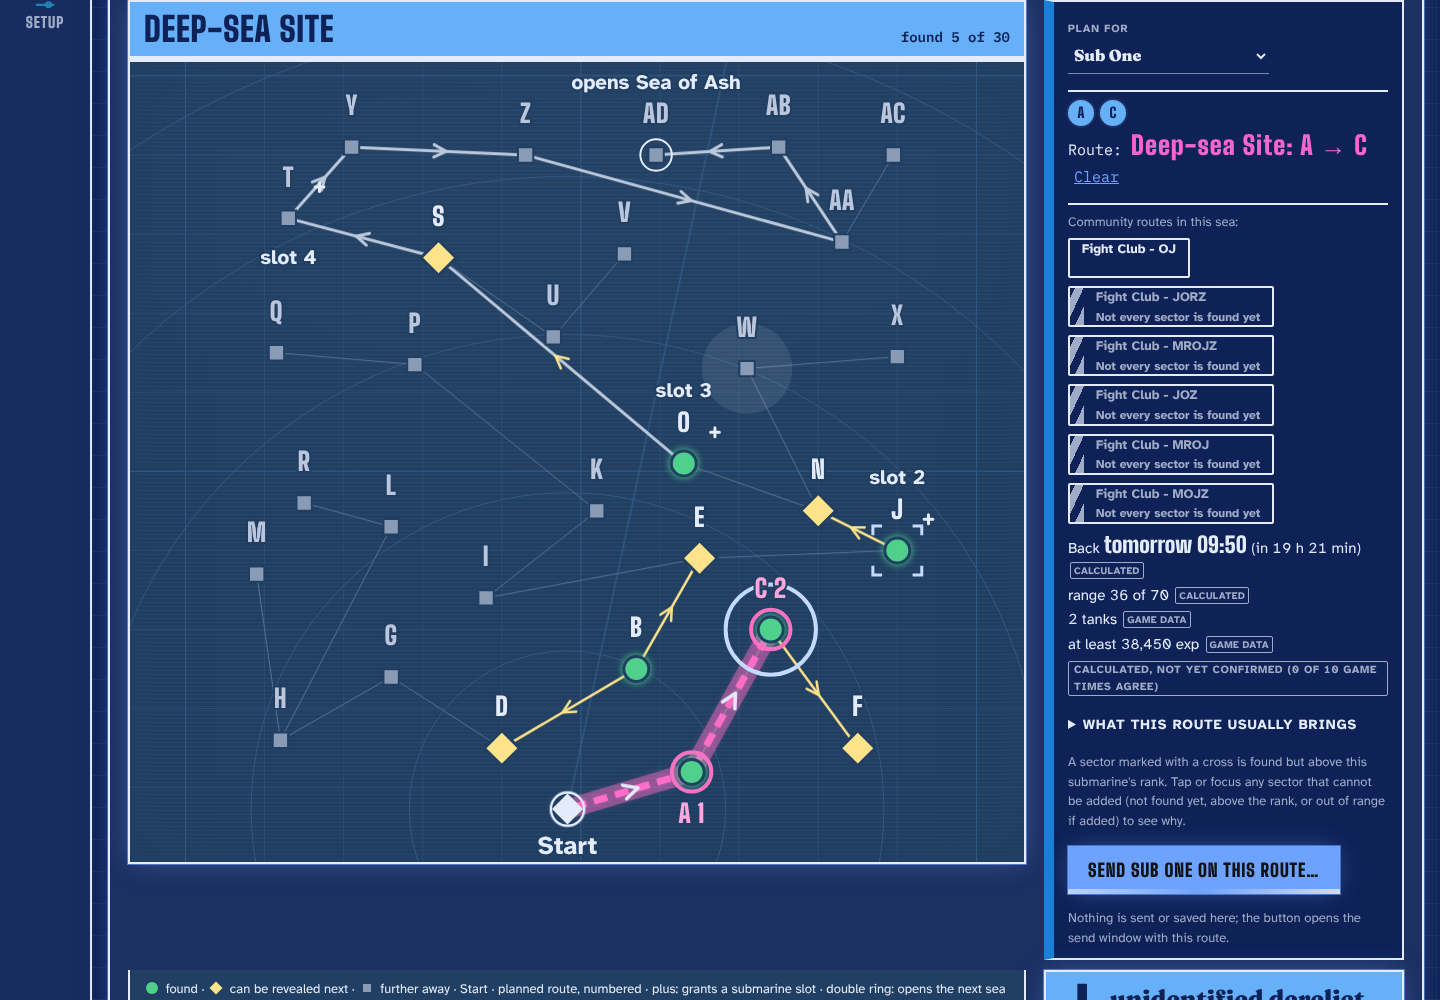 SETUP
DEEP-SEA SITE
found 5 of 30
opens Sea of Ash
Y
Z
AD
AB
AC
T
S
V
AA
slot 4
Q
P
U
W
X
slot 3
O
R
L
K
N
slot 2
J
M
E
I
C·2
B
G
H
D
F
A 1
Start
found · can be revealed next · further away · Start · planned route, numbered · plus: grants a submarine slot · double ring: opens the next sea
PLAN FOR
Sub One
A C
Route: Deep-sea Site: A → C
Clear
Community routes in this sea:
Fight Club - OJ
Fight Club - JORZ
Not every sector is found yet
Fight Club - MROJZ
Not every sector is found yet
Fight Club - JOZ
Not every sector is found yet
Fight Club - MROJ
Not every sector is found yet
Fight Club - MOJZ
Not every sector is found yet
Back tomorrow 09:50 (in 19 h 21 min)
CALCULATED
range 36 of 70 CALCULATED
2 tanks GAME DATA
at least 38,450 exp GAME DATA
CALCULATED, NOT YET CONFIRMED (0 OF 10 GAME
TIMES AGREE)
WHAT THIS ROUTE USUALLY BRINGS
A sector marked with a cross is found but above this
submarine's rank. Tap or focus any sector that cannot
be added (not found yet, above the rank, or out of range
if added) to see why.
SEND SUB ONE ON THIS ROUTE...
Nothing is sent or saved here; the button opens the
send window with this route.
unidentified derelict